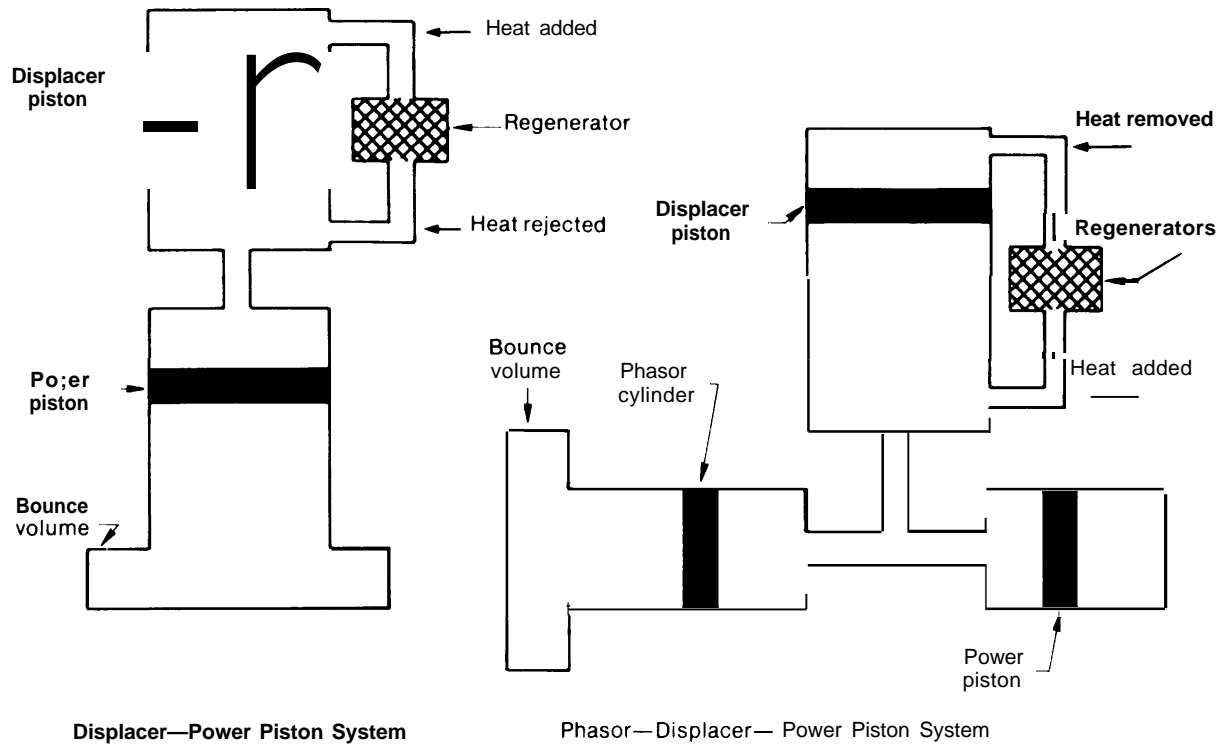 Heat added
Displacer
piston
Regenerator
Heat rejected
Po;er
piston
Bounce
volume
Displacer—Power Piston System
Heat removed
Displacer
piston
Regenerators
Heat added
Bounce
volume
Phasor
cylinder
Power
piston
Phasor—Displacer— Power Piston System